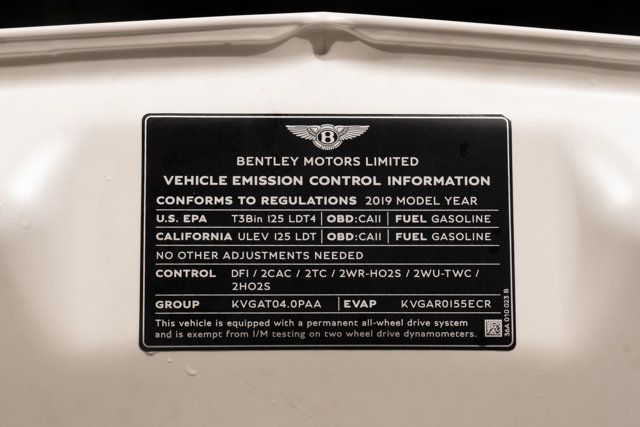 B
BENTLEY MOTORS LIMITED
VEHICLE EMISSION CONTROL INFORMATION
CONFORMS TO REGULATIONS 2019 MODEL YEAR
U.S. EPA T3Bin 125 LDT4 OBD:CAII FUEL GASOLINE
CALIFORNIA ULEV 125 LDT OBD:CAII FUEL GASOLINE
NO OTHER ADJUSTMENTS NEEDED
CONTROL DFI / 2CAC / 2TC / 2WR-HO2S / 2WU-TWC /
2HO2S
GROUP KVGAT04.0PAA EVAP KVGAR0155ECR
This vehicle is equipped with a permanent all-wheel drive system
and is exempt from I/M testing on two wheel drive dynamometers.
36A 010 023 B